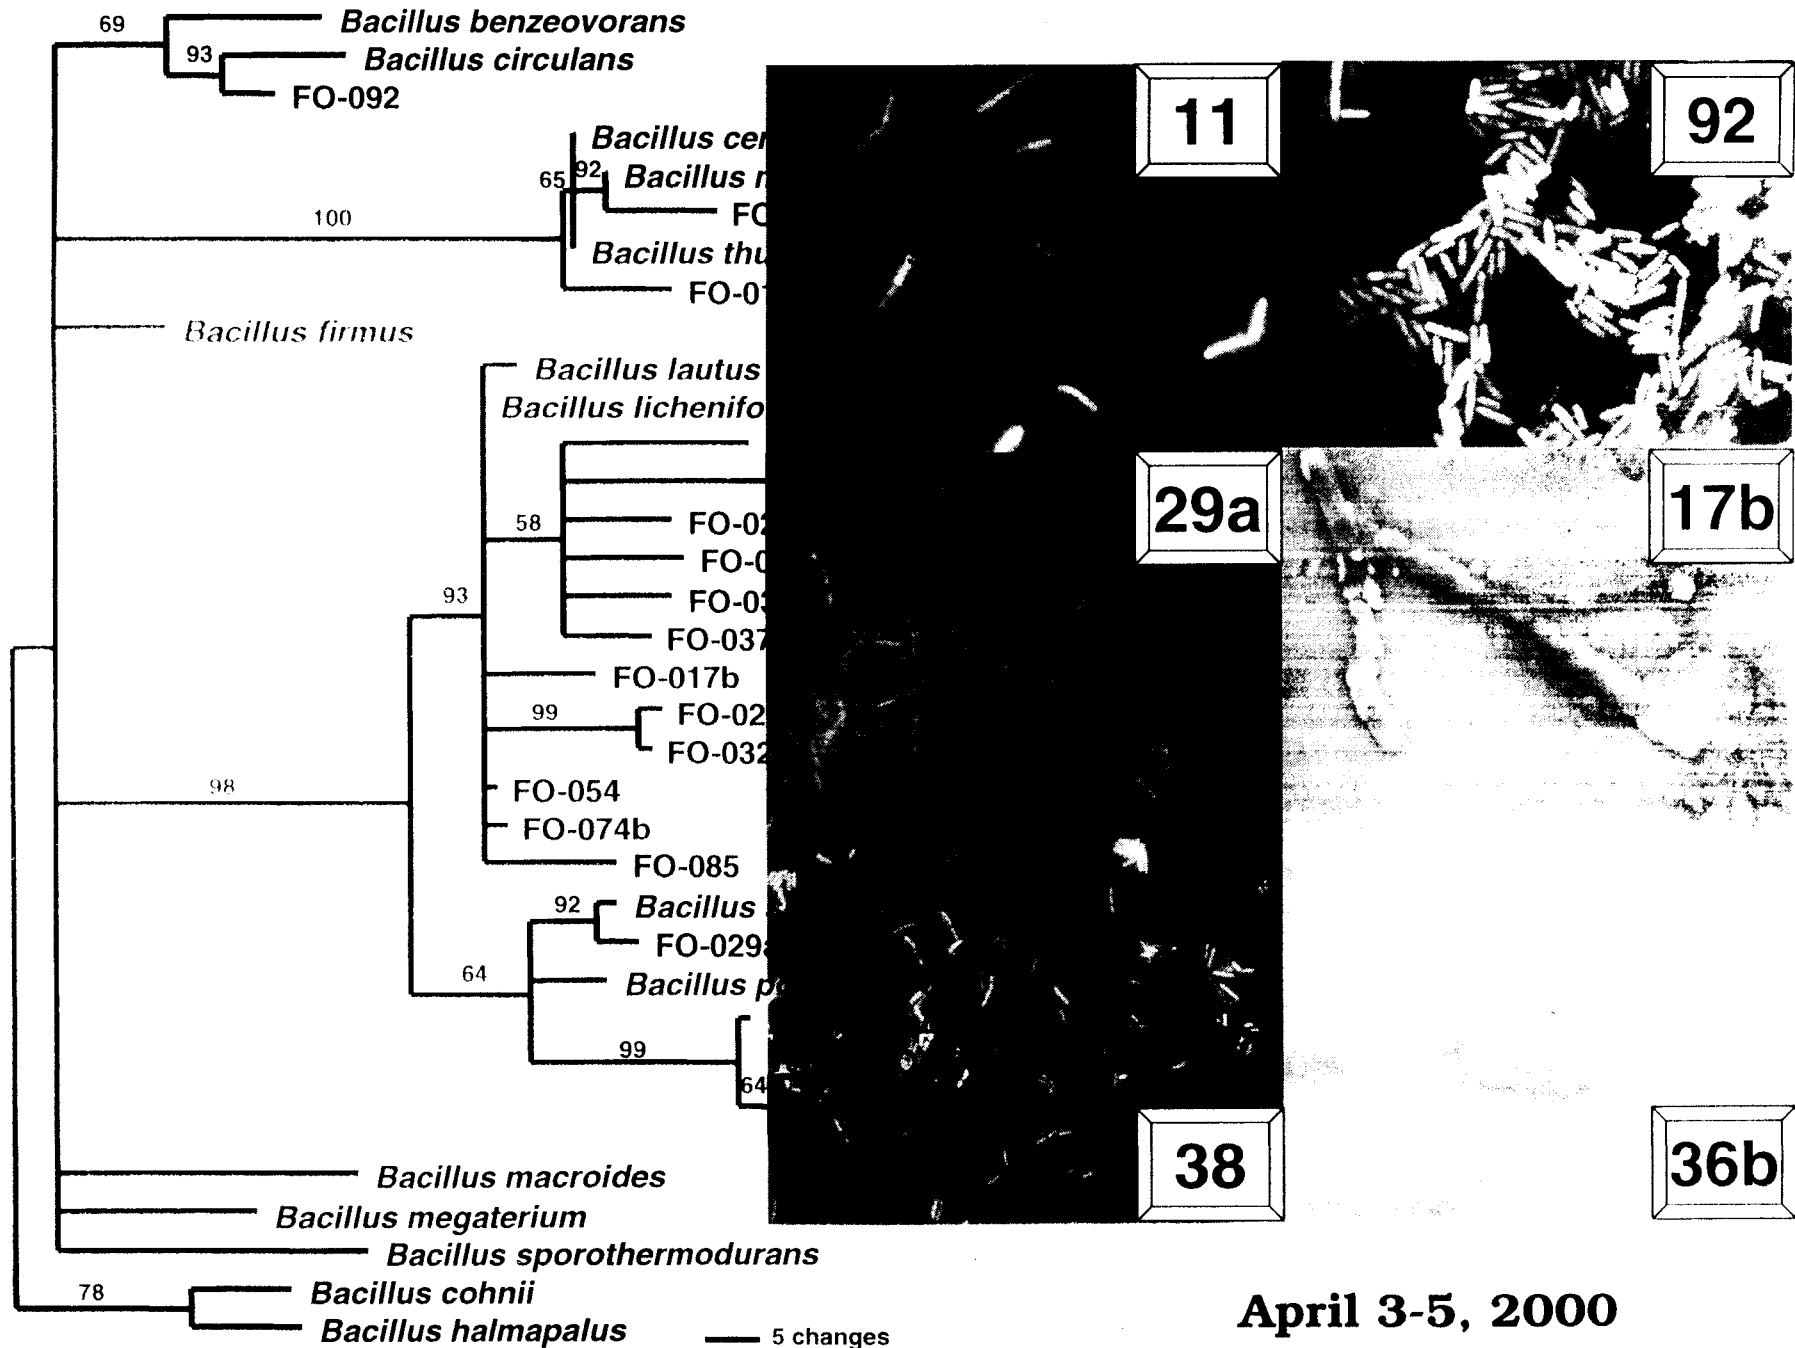 69
Bacillus benzeovorans
93
Bacillus circulans
FO-092
11
92
Bacillus cer
65
92
Bacillus
FO
100
Bacillus thu
FO-01
Bacillus firmus
Bacillus lautus
Bacillus lichenifo
29a
17b
58
FO-02
FO-0
FO-03
93
FO-037
FO-017b
99
FO-02
FO-032
98
FO-054
FO-074b
FO-085
92
Bacillus
FO-029a
64
Bacillus p
99
64
38
36b
Bacillus macroides
Bacillus megaterium
Bacillus sporothermodurans
78
Bacillus cohnii
Bacillus halmapalus
5 changes
April 3-5, 2000